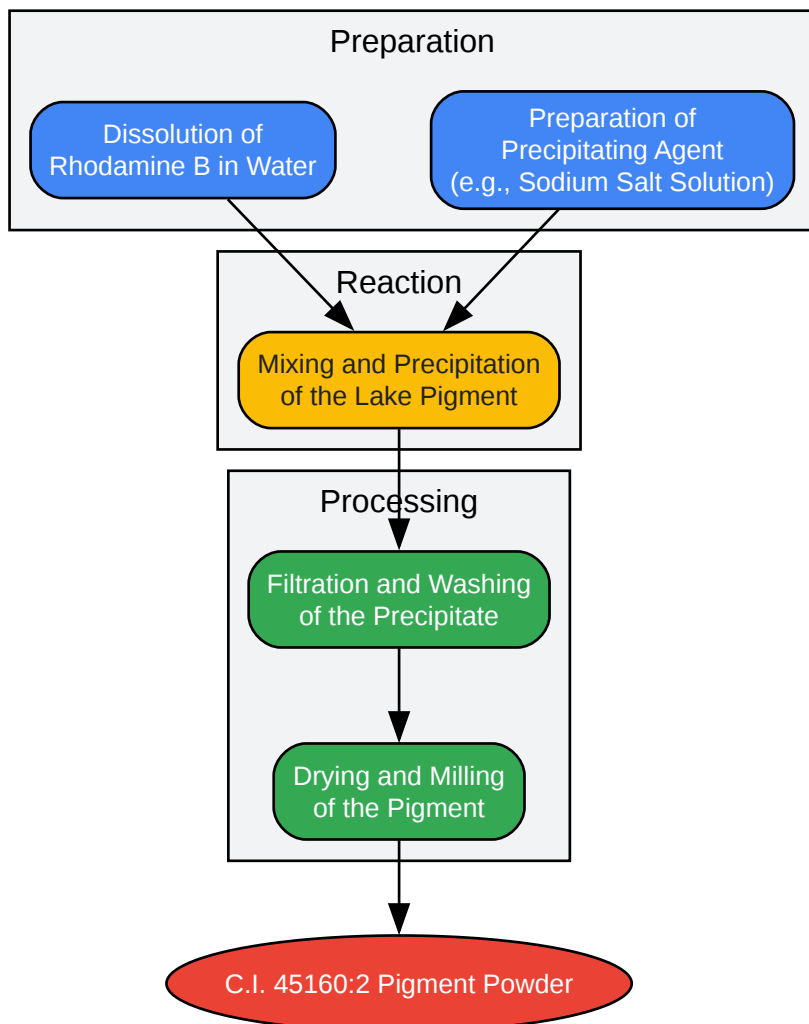 Preparation
Dissolution of
Rhodamine B in Water
Preparation of
Precipitating Agent
(e.g., Sodium Salt Solution)
Reaction
Mixing and Precipitation
of the Lake Pigment
Processing
Filtration and Washing
of the Precipitate
Drying and Milling
of the Pigment
C.I. 45160:2 Pigment Powder